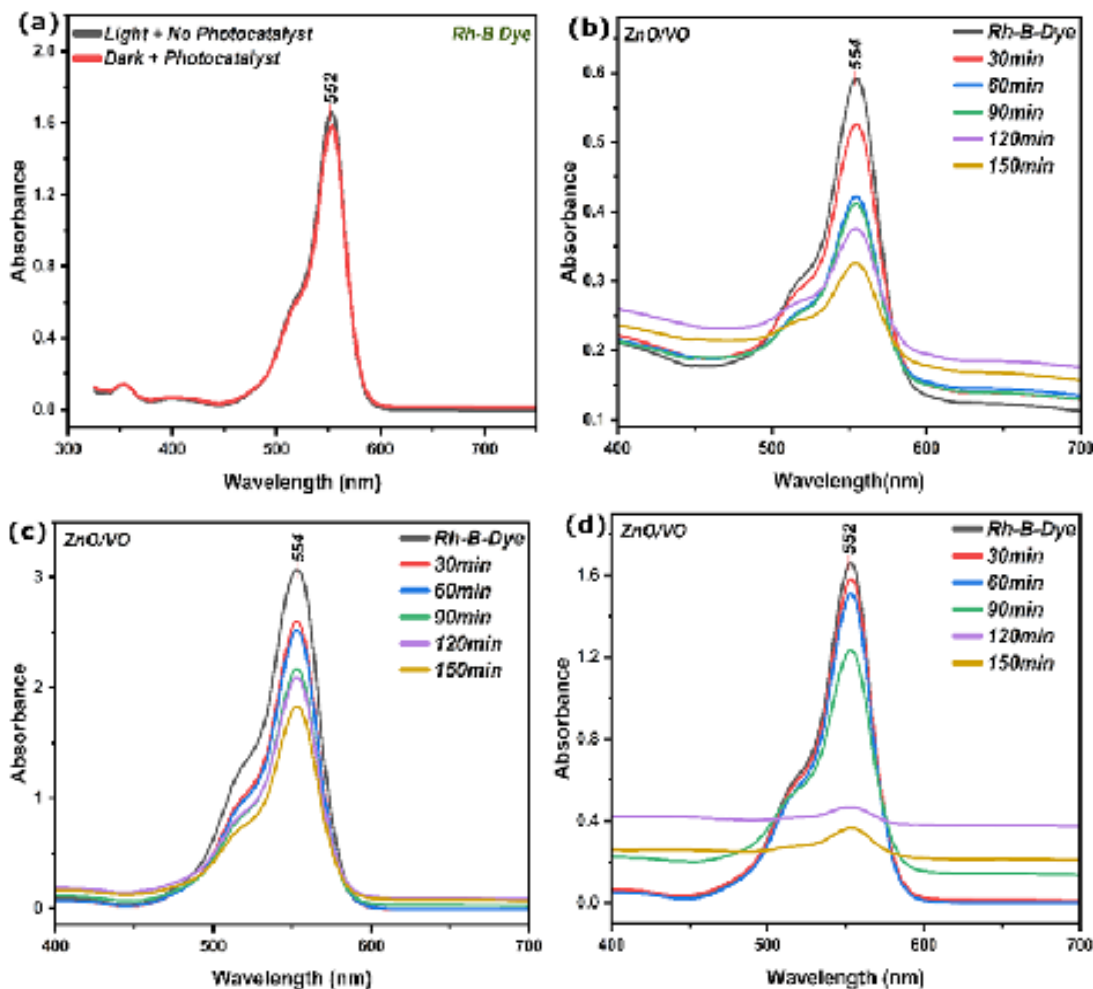 (a)
Light + No Photocatalyst
Dark + Photocatalyst
Rh-B Dye
552
2.0
1.6
1.2
0.8
0.4
0.0
Absorbance
300
400
500
600
700
Wavelength (nm)
(b)
ZnO/VO
554
Rh-B-Dye
30min
60min
90min
120min
150min
0.6
0.5
0.4
0.3
0.2
0.1
Absorbance
400
500
600
700
Wavelength(nm)
(c)
ZnO/VO
554
Rh-B-Dye
30min
60min
90min
120min
150min
3
2
1
0
Absorbance
400
500
600
700
Wavelength (nm)
(d)
ZnO/VO
552
Rh-B-Dye
30min
60min
90min
120min
150min
1.6
1.2
0.8
0.4
0.0
Absorbance
400
500
600
700
Wavelength (nm)